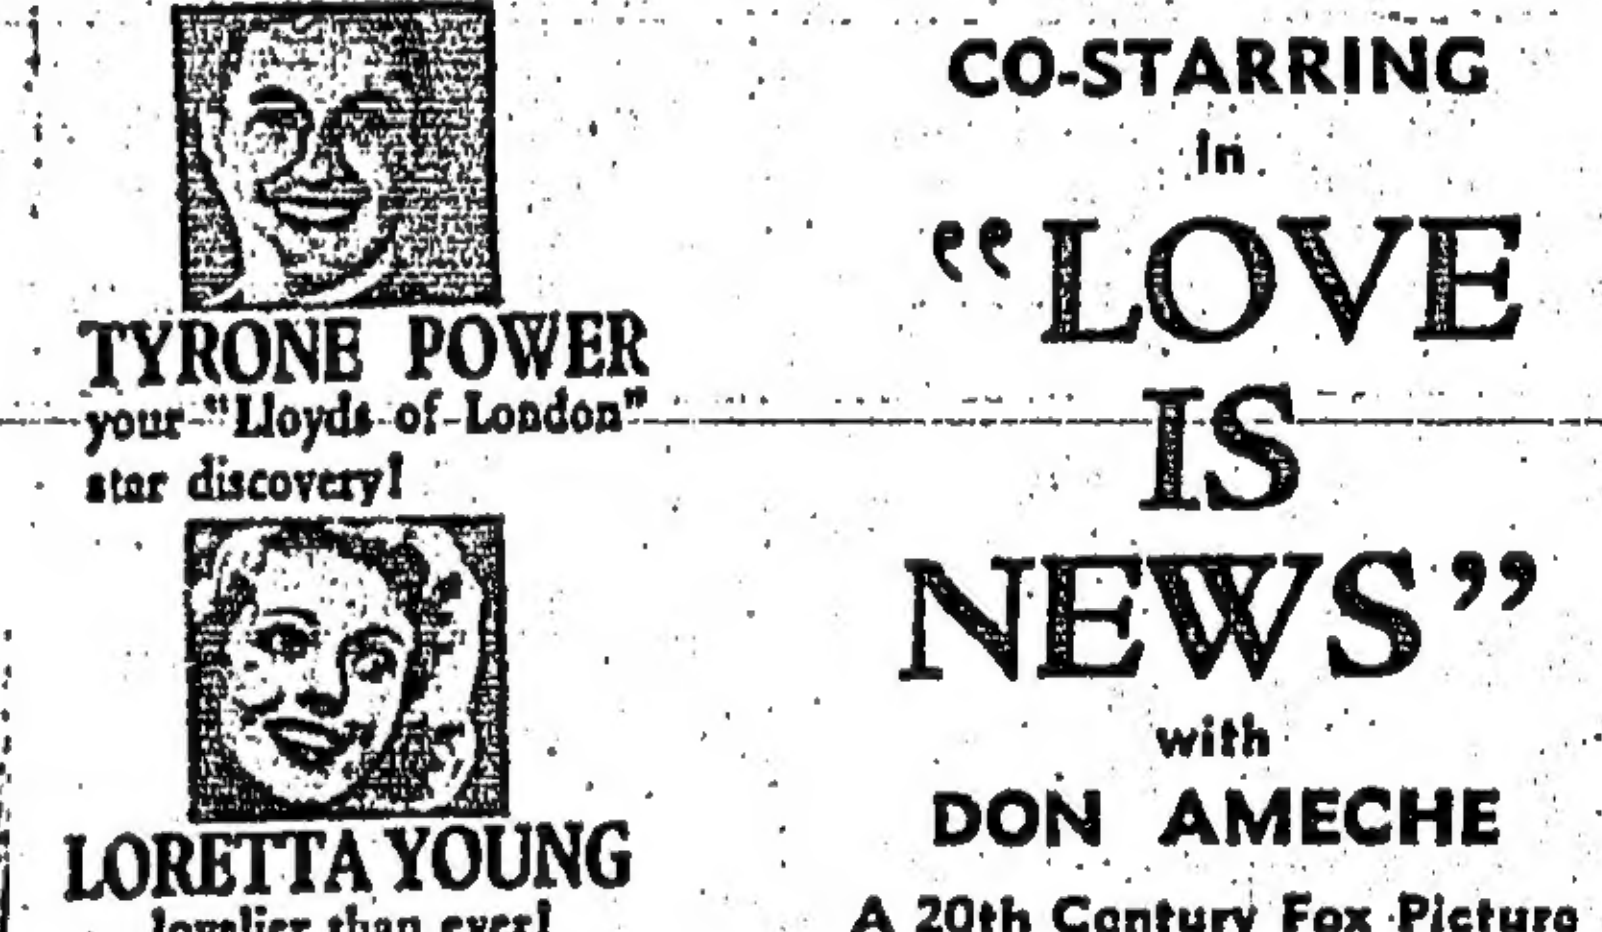 TYRONE POWER
your "Lloyds of London"
star discovery!
LORETTA YOUNG
lovelier than ever!
CO-STARRING
in
"LOVE
IS
NEWS"
with
DON AMECHE
A 20th Century Fox Picture